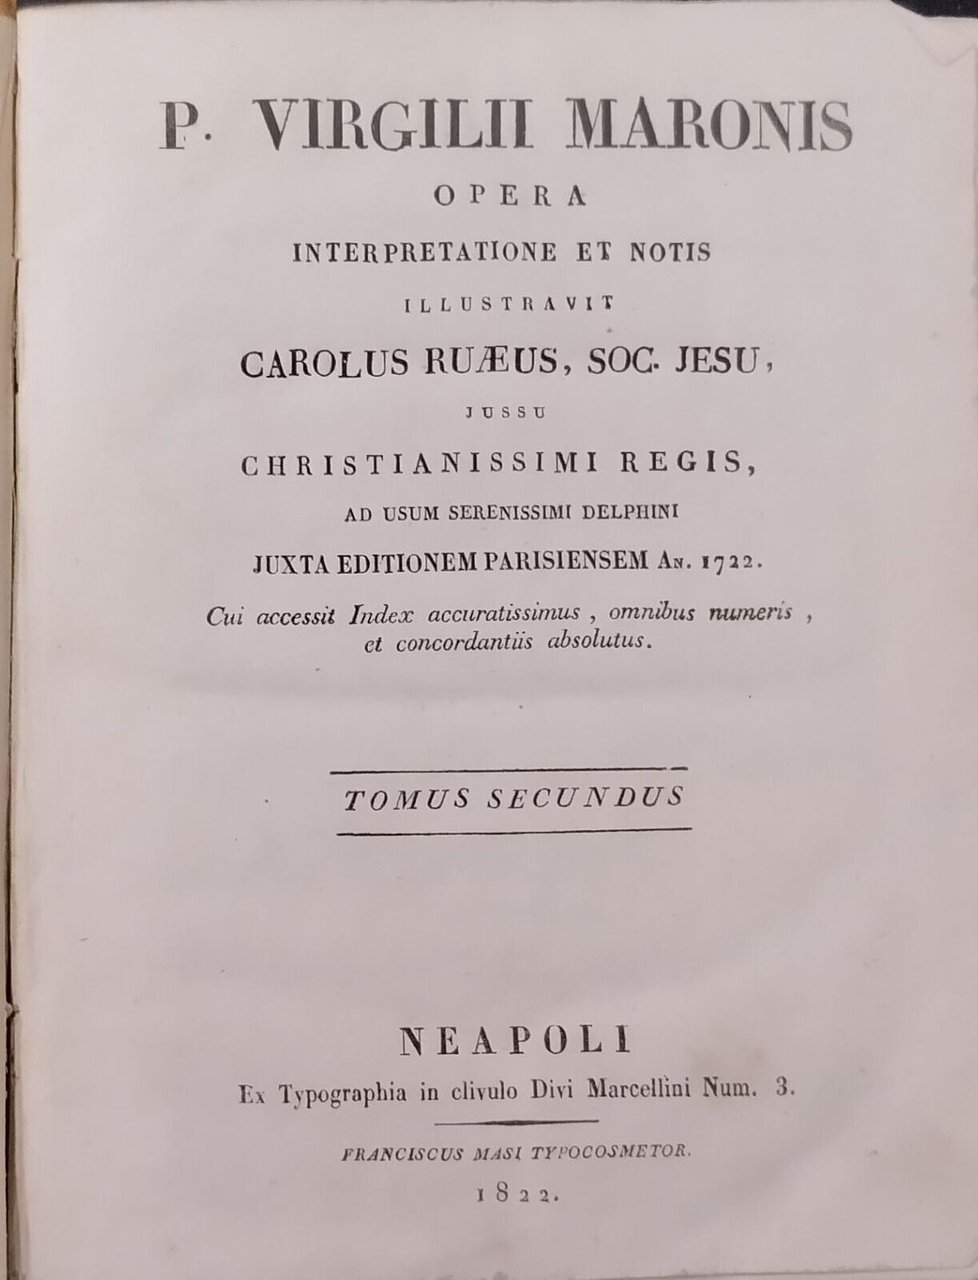 P. VIRGILII MARONIS
OPERA
INTERPRETATIONE ET NOTIS
ILLUSTRAVIT
CAROLUS RUÆUS, SOC. JESU,
JUSSU
CHRISTIANISSIMI REGIS,
AD USUM SERENISSIMI DELPHINI
JUXTA EDITIONEM PARISIENSEM AN. 1722.
Cui accessit Index accuratissimus , omnibus numeris ,
et concordantiis absolutus.
TOMUS SECUNDUS
NEAPOLI
Ex Typographia in clivulo Divi Marcellini Num. 3.
FRANCISCUS MASI TYPOCOSMETOR.
1822.